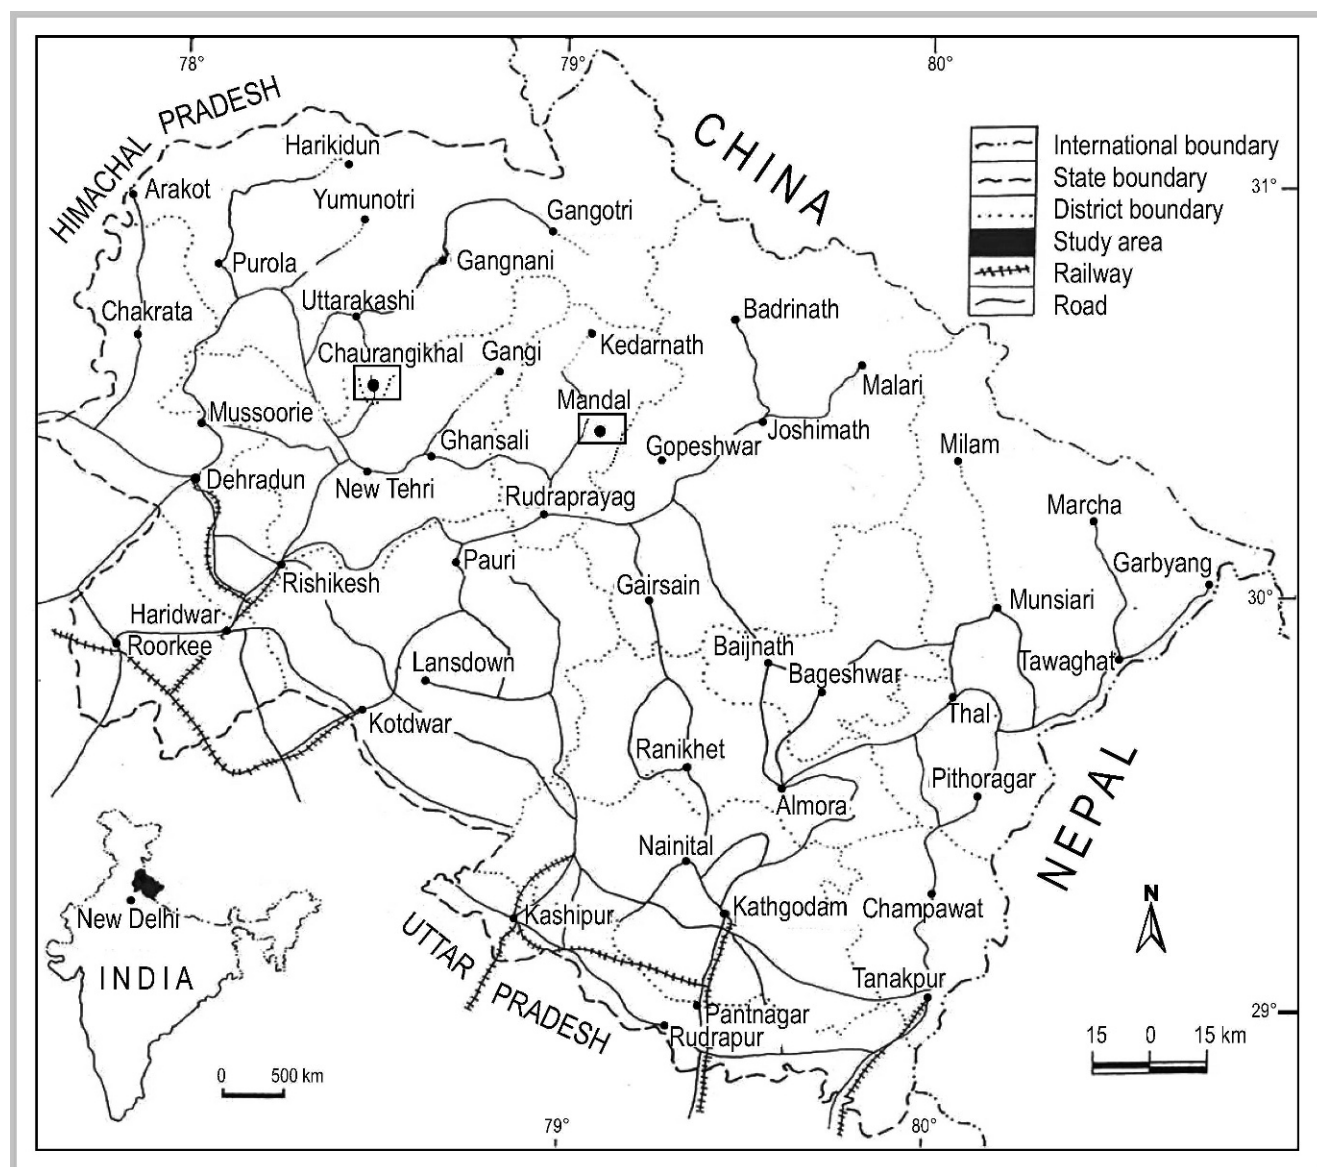 78°
79°
80°
HIMACHAL PRADESH
CHINA
Harikidun
Arakot
Yumunotri
Gangotri
Purola
Gangnani
International boundary
State boundary
District boundary
Study area
Railway
Road
31°
Chakrata
Uttarakashi
Badrinath
Chaurangikhal
Gangi
Kedarnath
Malari
Mandal
Mussoorie
Joshimath
Ghansali
Gopeshwar
Milam
Dehradun
New Tehri
Rudraprayag
Marcha
Pauri
Garbyang
Rishikesh
Gairsain
Munsiari
30°
Haridwar
Roorkee
Baijnath
Lansdown
Bageshwar
Tawaghat
Thal
Kotdwar
Ranikhet
Pithoragar
Almora
NEPAL
Nainital
New Delhi
Kashipur
Kathgodam
Champawat
N
INDIA
UTTAR PRADESH
Tanakpur
Pantnagar
Rudrapur
29°
15 0 15 km
0 500 km
79°
80°